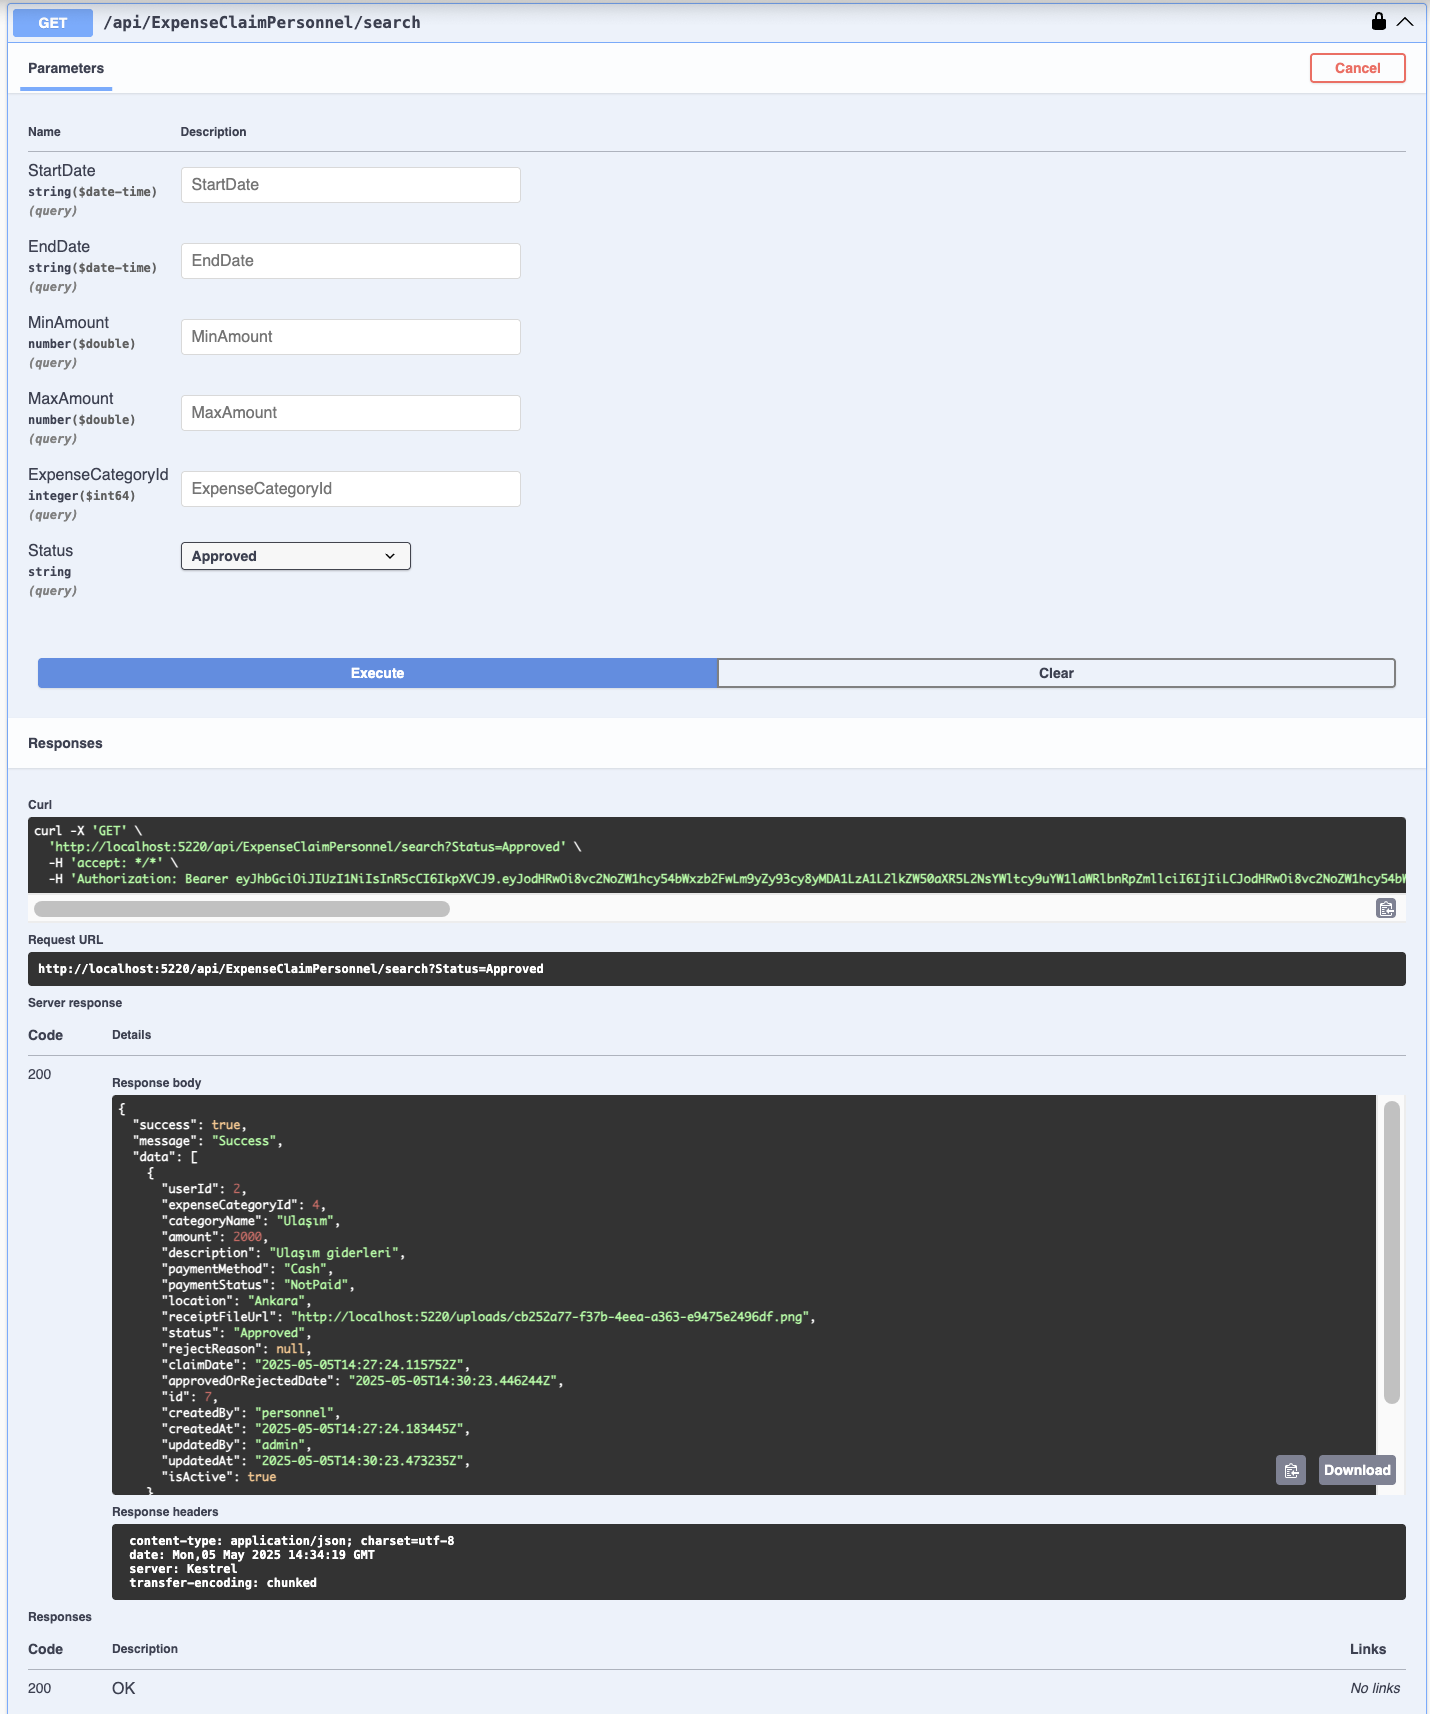 GET /api/ExpenseClaimPersonnel/search
Parameters
Cancel
Name Description
StartDate
string($date-time)
(query)
StartDate
EndDate
string($date-time)
(query)
EndDate
MinAmount
number($double)
(query)
MinAmount
MaxAmount
number($double)
(query)
MaxAmount
ExpenseCategoryId
integer($int64)
(query)
ExpenseCategoryId
Status
string
(query)
Approved
Execute Clear
Responses
Curl
curl -X 'GET' \
'http://localhost:5220/api/ExpenseClaimPersonnel/search?Status=Approved' \
-H 'accept: */*' \
-H 'Authorization: Bearer
Request URL
http://localhost:5220/api/ExpenseClaimPersonnel/search?Status=Approved
Server response
Code Details
200
Response body
{
"success": true,
"message": "Success",
"data": [
{
"userId": 2,
"expenseCategoryId": 4,
"categoryName": "Ulaşım",
"amount": 2000,
"description": "Ulaşım giderleri",
"paymentMethod": "Cash",
"paymentStatus": "NotPaid",
"location": "Ankara",
"receiptFileUrl": "http://localhost:5220/uploads/cb252a77-f37b-4eea-a363-e9475e2496df.png",
"status": "Approved",
"rejectReason": null,
"claimDate": "2025-05-05T14:27:24.115752Z",
"approvedOrRejectedDate": "2025-05-05T14:30:23.446244Z",
"id": 7,
"createdBy": "personnel",
"createdAt": "2025-05-05T14:27:24.183445Z",
"updatedBy": "admin",
"updatedAt": "2025-05-05T14:30:23.473235Z",
"isActive": true
}
Download
Response headers
content-type: application/json; charset=utf-8
date: Mon,05 May 2025 14:34:19 GMT
server: Kestrel
transfer-encoding: chunked
Responses
Code Description Links
200 OK No links